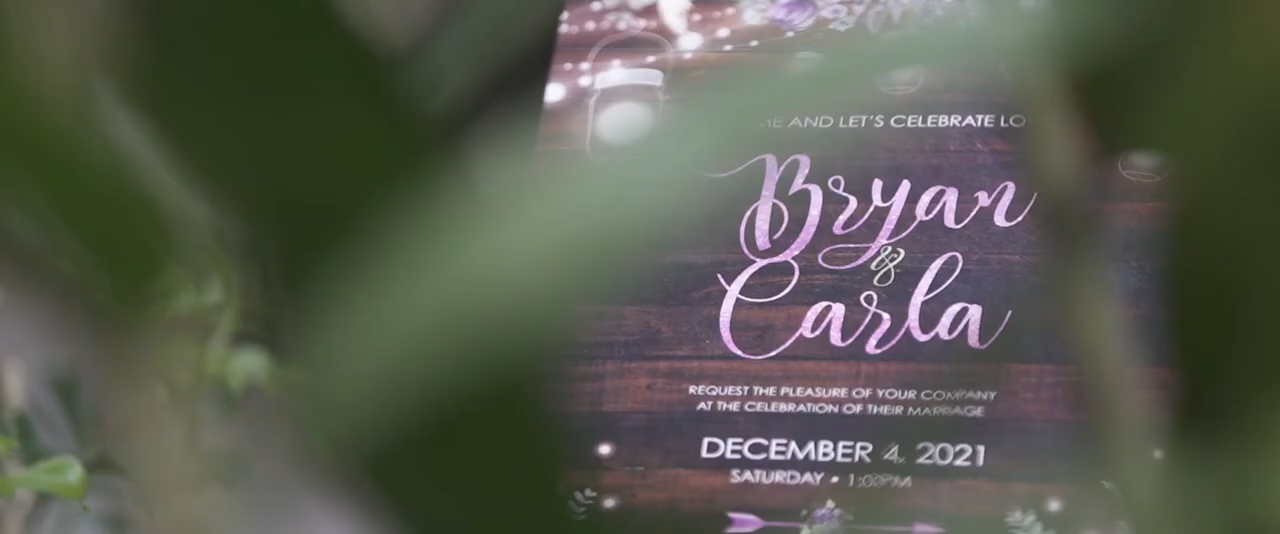 AND LET'S CELEBRATE
Bryan
&
Carla
REQUEST THE PLEASURE OF YOUR COMPANY
AT THE CELEBRATION OF THEIR MARRIAGE
DECEMBER 4, 2021
SATURDAY • 1:00PM